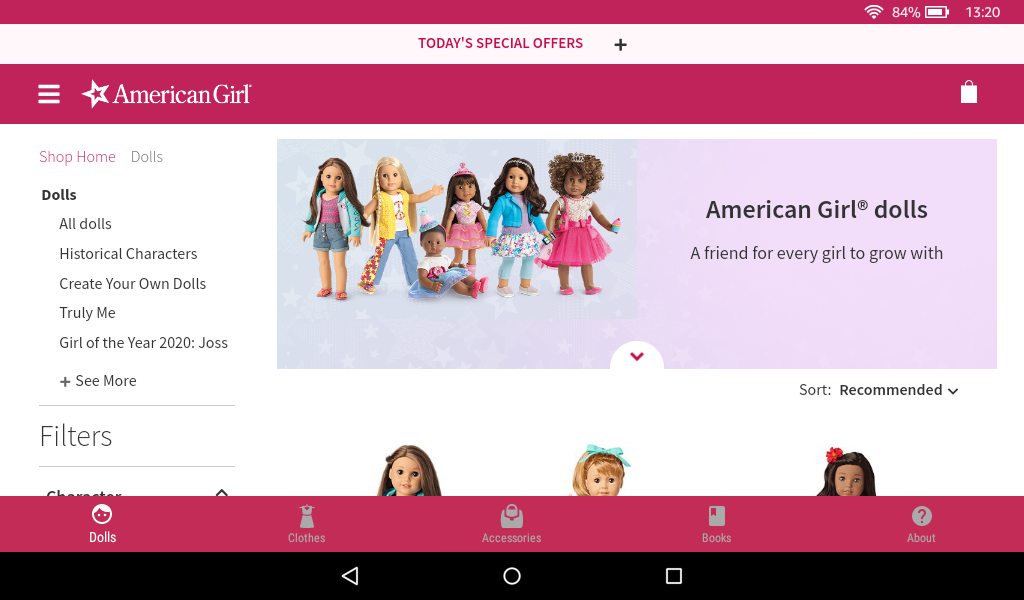 84% 13:20
TODAY'S SPECIAL OFFERS +
American Girl®
Shop Home Dolls
Dolls
All dolls
Historical Characters
Create Your Own Dolls
Truly Me
Girl of the Year 2020: Joss
+ See More
Filters
Character
American Girl® dolls
A friend for every girl to grow with
Sort: Recommended
Dolls
Clothes
Accessories
Books
About